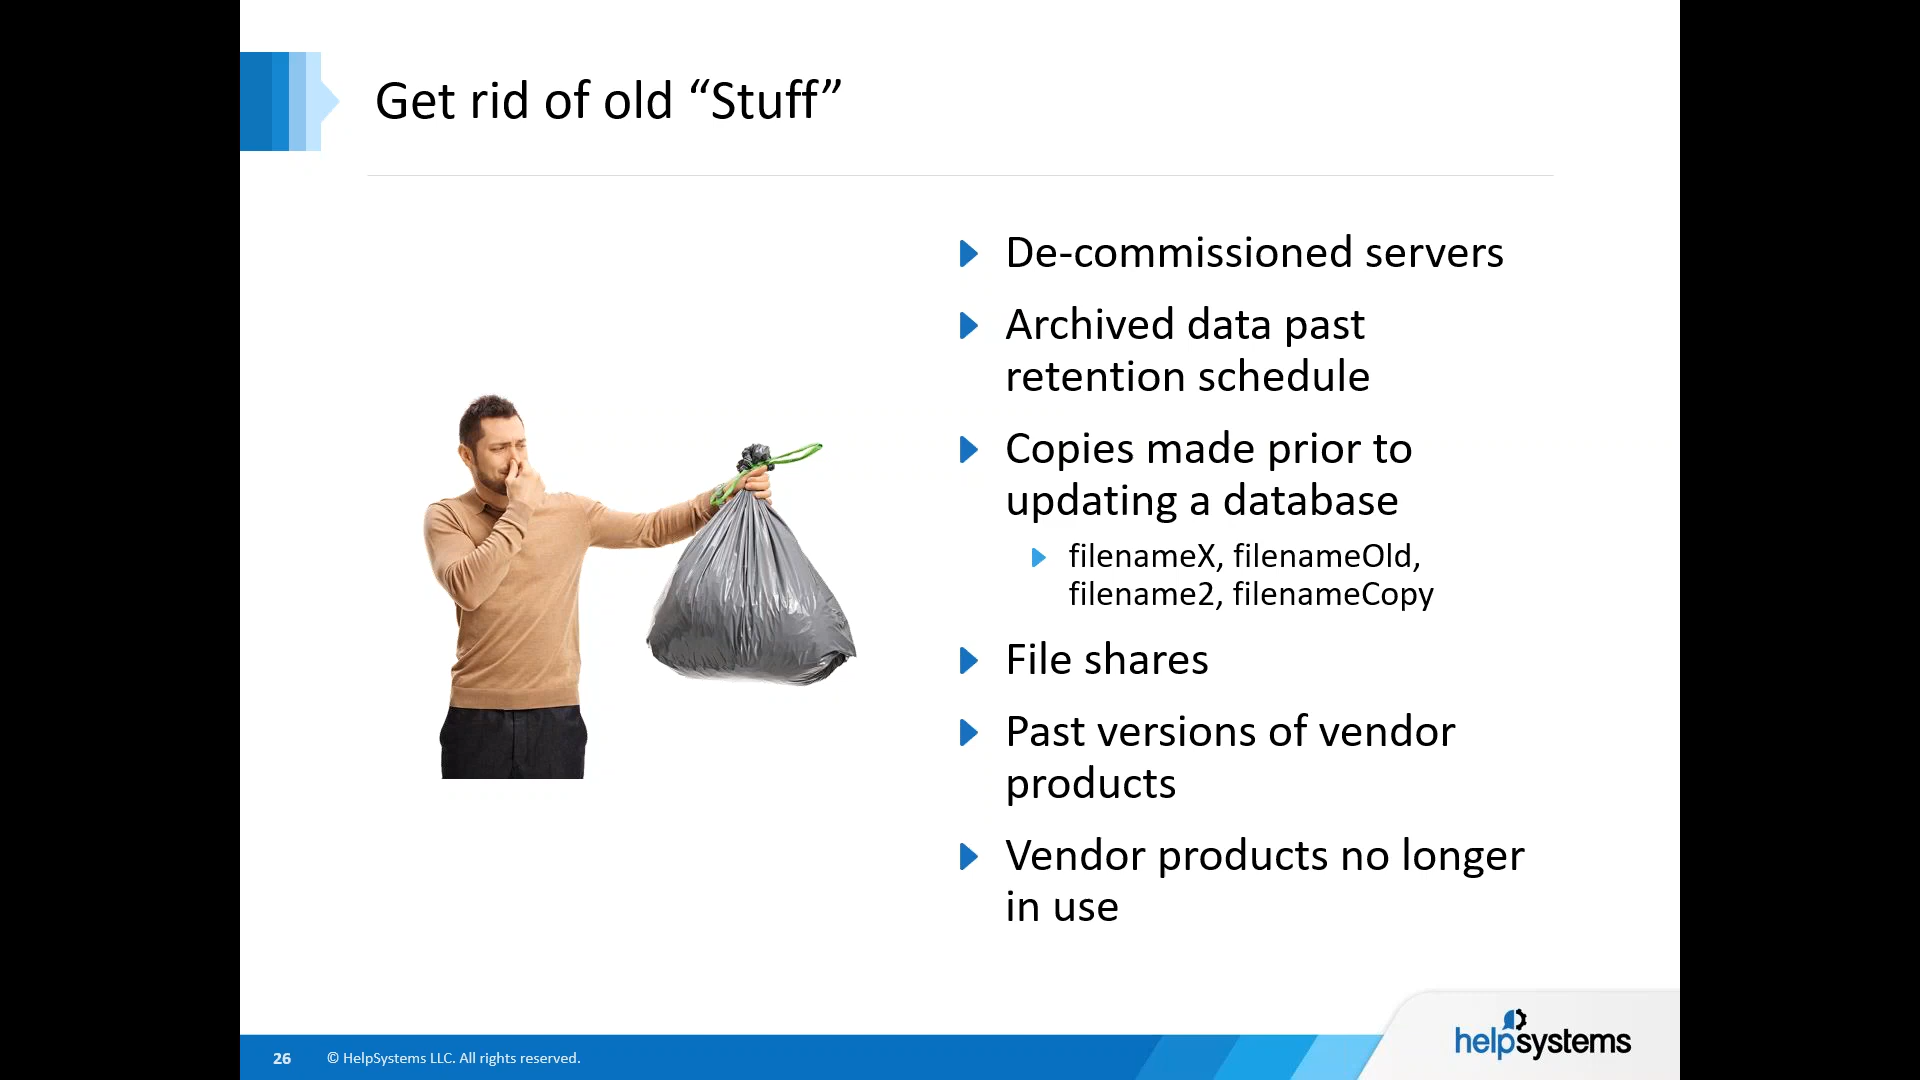 Get rid of old “Stuff”
De-commissioned servers
Archived data past
retention schedule
Copies made prior to
updating a database
filenameX, filenameOld,
filename2, filenameCopy
File shares
Past versions of vendor
products
Vendor products no longer
in use
26
© HelpSystems LLC. All rights reserved.
helpsystems